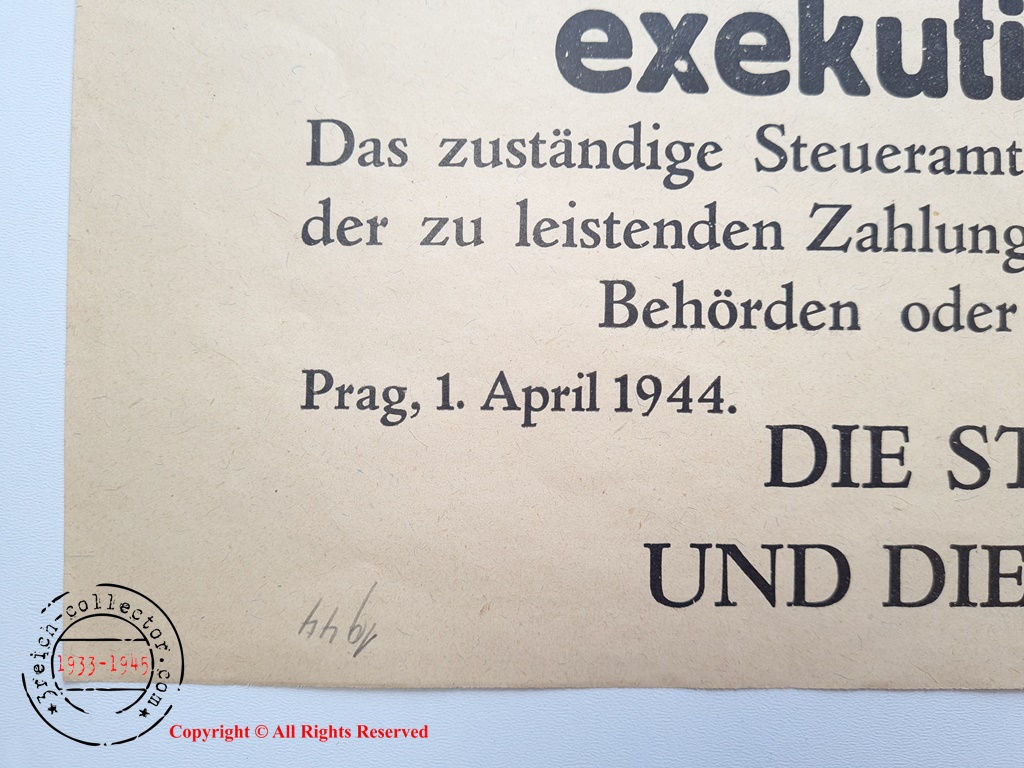 exekuti
Das zuständige Steueramt
der zu leistenden Zahlung
Behörden oder
Prag, 1. April 1944.
DIE ST
UND DIE
1944
*3reich-collector.com*
1933-1945
Copyright © All Rights Reserved